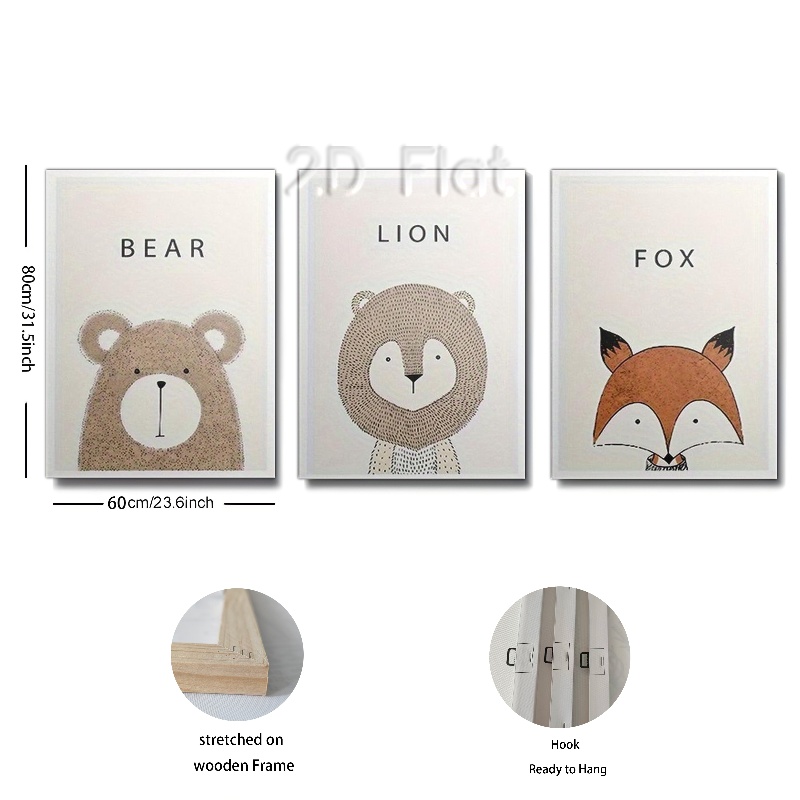 2D Flat
BEAR
LION
FOX
80cm/31.5inch
60cm/23.6inch
stretched on
wooden Frame
Hook
Ready to Hang